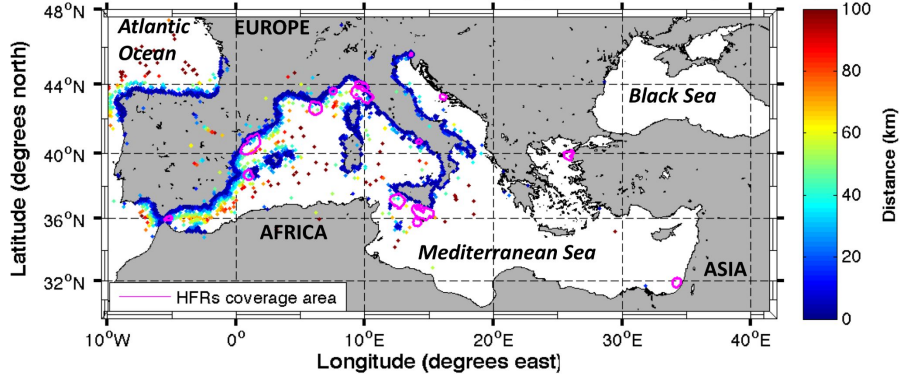 48°N
44°N
40°N
36°N
32°N
Latitude (degrees north)
Atlantic
Ocean
EUROPE
Black Sea
AFRICA
Mediterranean Sea
ASIA
HFRs coverage area
10°W
0°
10°E
20°E
30°E
40°E
Longitude (degrees east)
100
80
60
40
20
0
Distance (km)